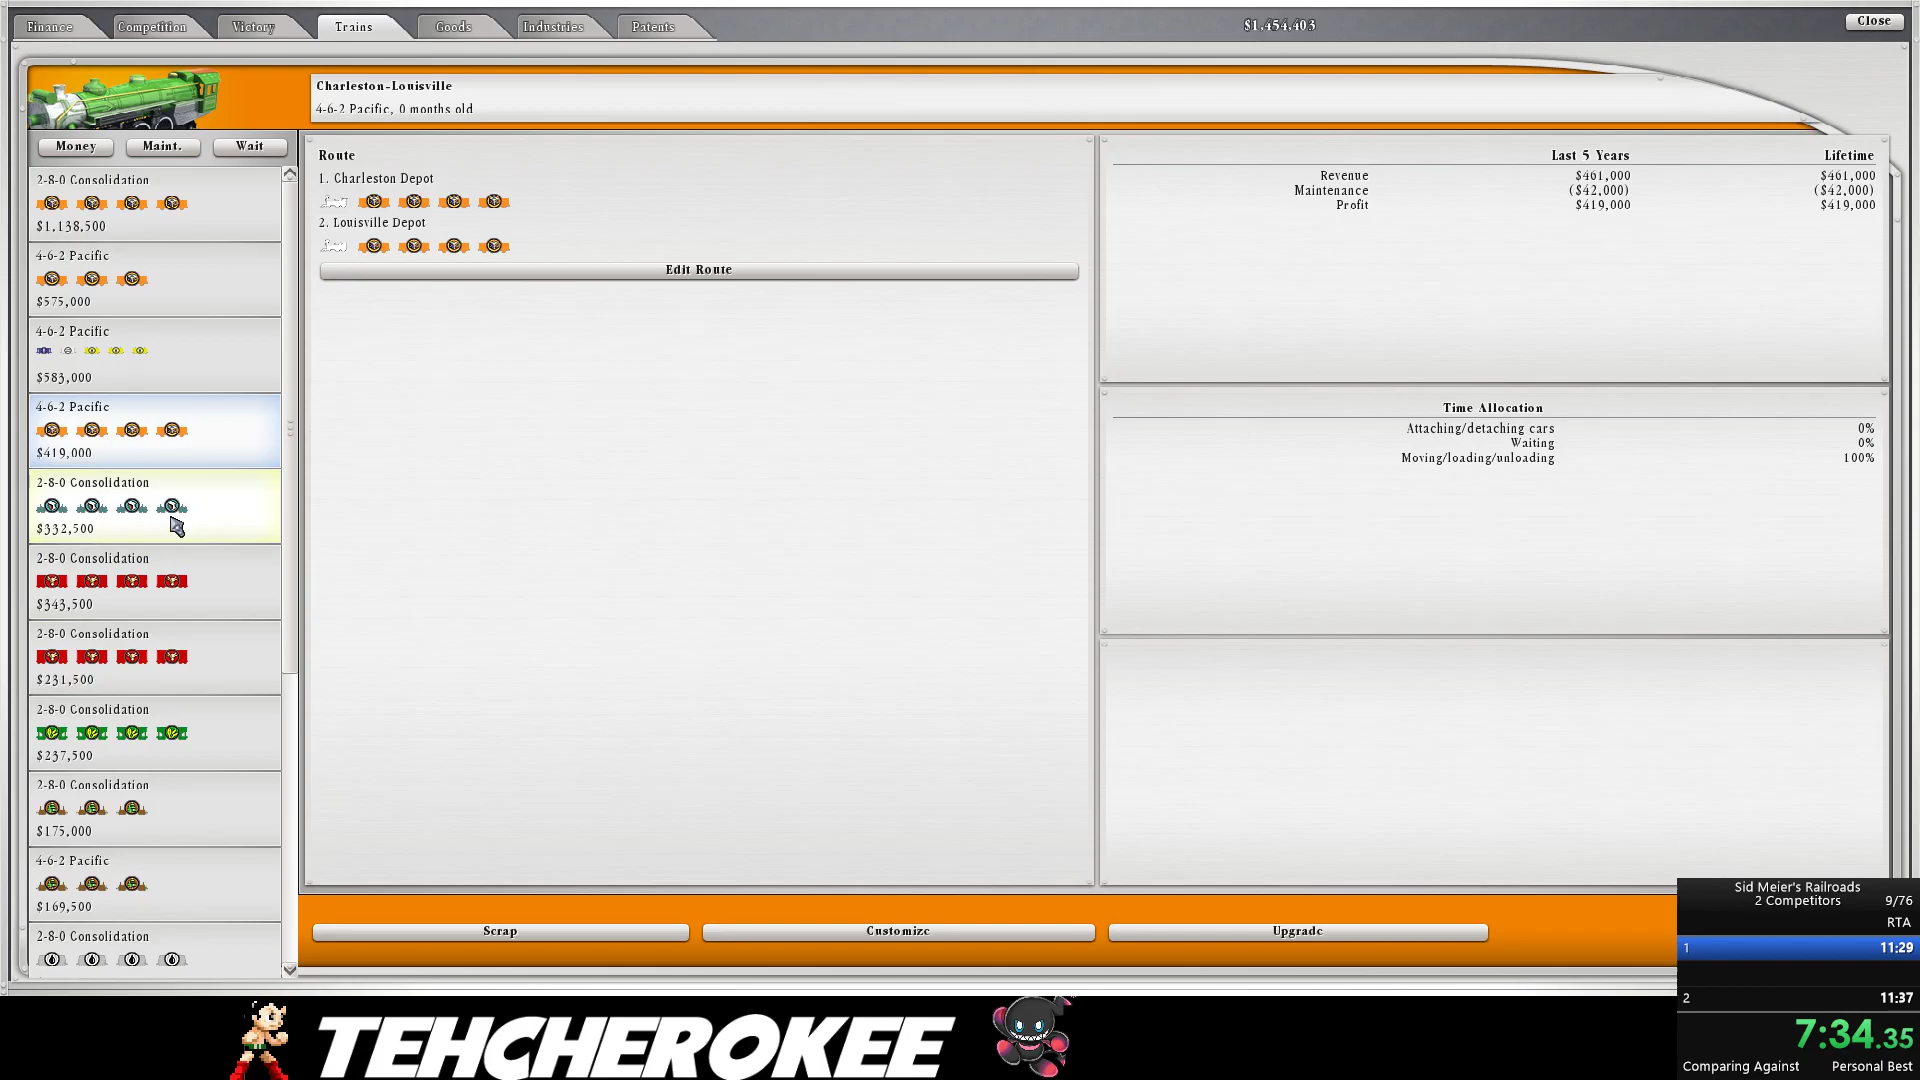 Finance
Competition
Victory
Trains
Goods
Industries
Patents
$1,454,403
Close
Charleston-Louisville
4-6-2 Pacific, 0 months old
Money
Maint.
Wait
2-8-0 Consolidation
$1,138,500
4-6-2 Pacific
$575,000
4-6-2 Pacific
$583,000
4-6-2 Pacific
$419,000
2-8-0 Consolidation
$332,500
2-8-0 Consolidation
$343,500
2-8-0 Consolidation
$231,500
2-8-0 Consolidation
$237,500
2-8-0 Consolidation
$175,000
4-6-2 Pacific
$169,500
2-8-0 Consolidation
Route
1. Charleston Depot
2. Louisville Depot
Edit Route
Last 5 Years Lifetime
Revenue $461,000 $461,000
Maintenance ($42,000) ($42,000)
Profit $419,000 $419,000
Time Allocation
Attaching/detaching cars 0%
Waiting 0%
Moving/loading/unloading 100%
Scrap
Customize
Upgrade
Sid Meier's Railroads
2 Competitors 9/76
RTA
1 11:29
2 11:37
7:34.35
Comparing Against Personal Best
TEHCHEROKEE